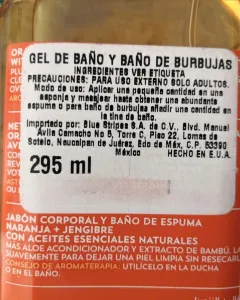 GEL DE BAÑO Y BAÑO DE BURBUJAS
INGREDIENTES VER ETIQUETA
PRECAUCIONES: PARA USO EXTERNO SOLO ADULTOS.
Modo de uso: Aplicar una pequeña cantidad en una
esponja y masajear hasta obtener una abundante
espuma o para baño de burbujas añadir una cantidad en
la tina de baño.
Importado por: Blue Stripes S.A. de C.V., Blvd. Manuel
Avila Camacho No 5, Torre C, Piso 22, Lomas de
Sotelo, Naucalpan de Juárez, Edo de Méx, C.P. 53390
México HECHO EN E.U.A.
295 ml
JABÓN CORPORAL Y BAÑO DE ESPUMA
NARANJA + JENGIBRE
CON ACEITES ESENCIALES NATURALES
MÁS ALOE ACONDICIONADOR Y EXTRACTO DE BAMBÚ. LA
SUAVEMENTE PARA DEJAR UNA PIEL LIMPIA SIN RESECARL
CONSEJO DE AROMATERAPIA: UTILÍCELO EN LA DUCHA
O EN EL BAÑO.